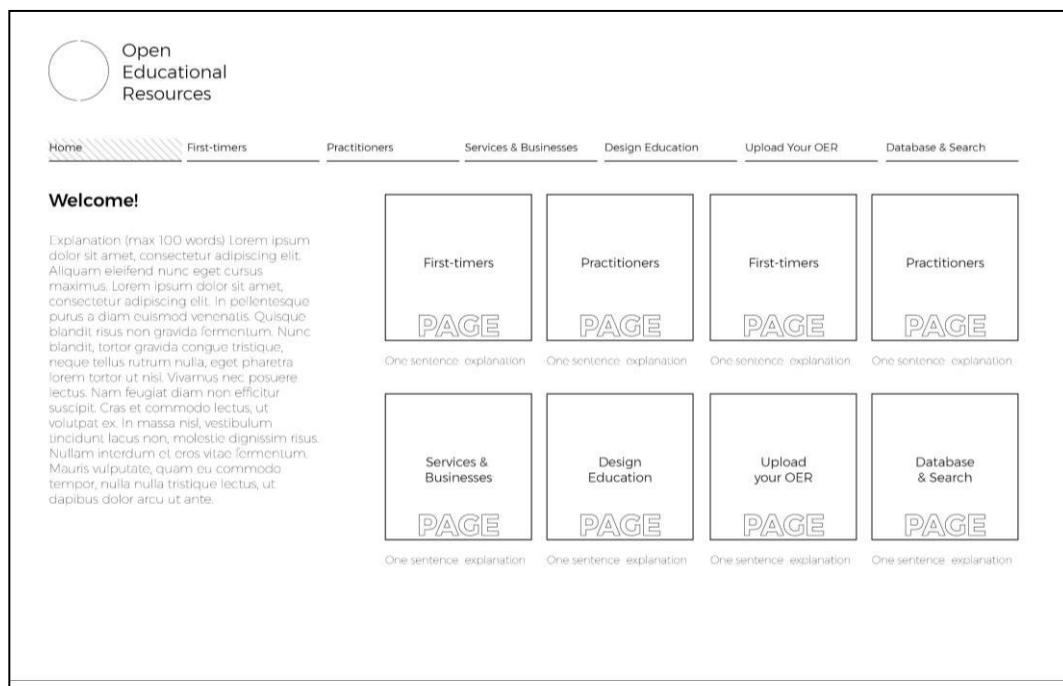 Open
Educational
Resources
Home
First-timers
Practitioners
Services & Businesses
Design Education
Upload Your OER
Database & Search
Welcome!
Explanation (max 100 words) Lorem ipsum
dolor sit amet, consectetur adipiscing elit.
Aliquam eleifend nunc eget cursus
maximus. Lorem ipsum dolor sit amet,
consectetur adipiscing elit. In pellentesque
purus a diam euismod venenatis. Quisque
blandit risus non gravida fermentum. Nunc
blandit, tortor gravida congue tristique,
neque tellus rutrum nulla, eget pharetra
lorem tortor ut nisl. Vivamus nec posuere
lectus. Nam feugiat diam non efficitur
suscipit. Cras et commodo lectus, ut
volutpat ex. In massa nisl, vestibulum
tincidunt lacus non, molestie dignissim risus.
Nullam interdum et eros vitae fermentum.
Mauris vulputate, quam eu commodo
tempor, nulla nulla tristique lectus, ut
dapibus dolor arcu ut ante.
First-timers
PAGE
One sentence explanation
Practitioners
PAGE
One sentence explanation
First-timers
PAGE
One sentence explanation
Practitioners
PAGE
One sentence explanation
Services &
Businesses
PAGE
One sentence explanation
Design
Education
PAGE
One sentence explanation
Upload
your OER
PAGE
One sentence explanation
Database
& Search
PAGE
One sentence explanation